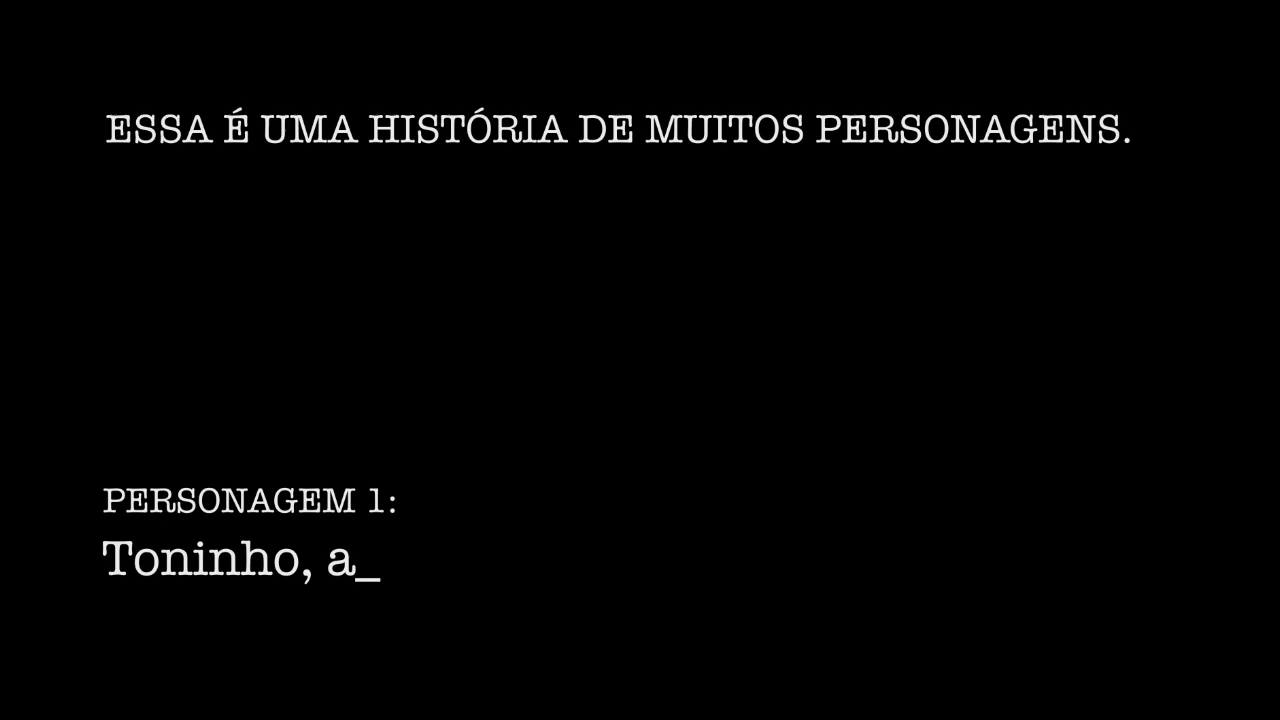 ESSA É UMA HISTÓRIA DE MUITOS PERSONAGENS.
PERSONAGEM 1:
Toninho, a_